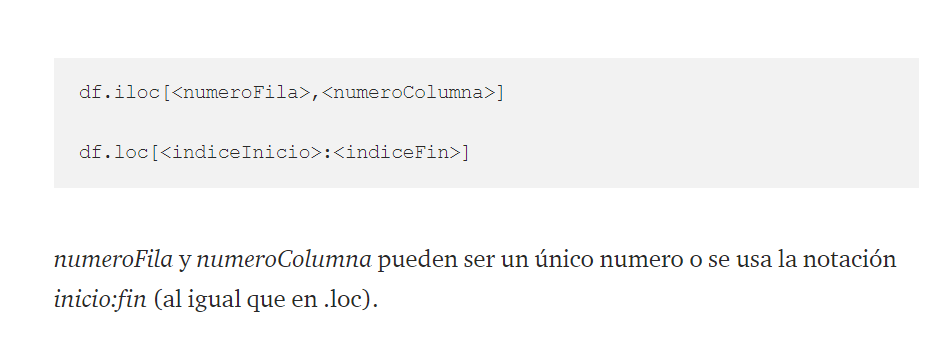 df.iloc[<numeroFila>,<numeroColumna>]
df.loc[<indiceInicio>:<indiceFin>]
numeroFila y numeroColumna pueden ser un único numero o se usa la notación
inicio:fin (al igual que en .loc).